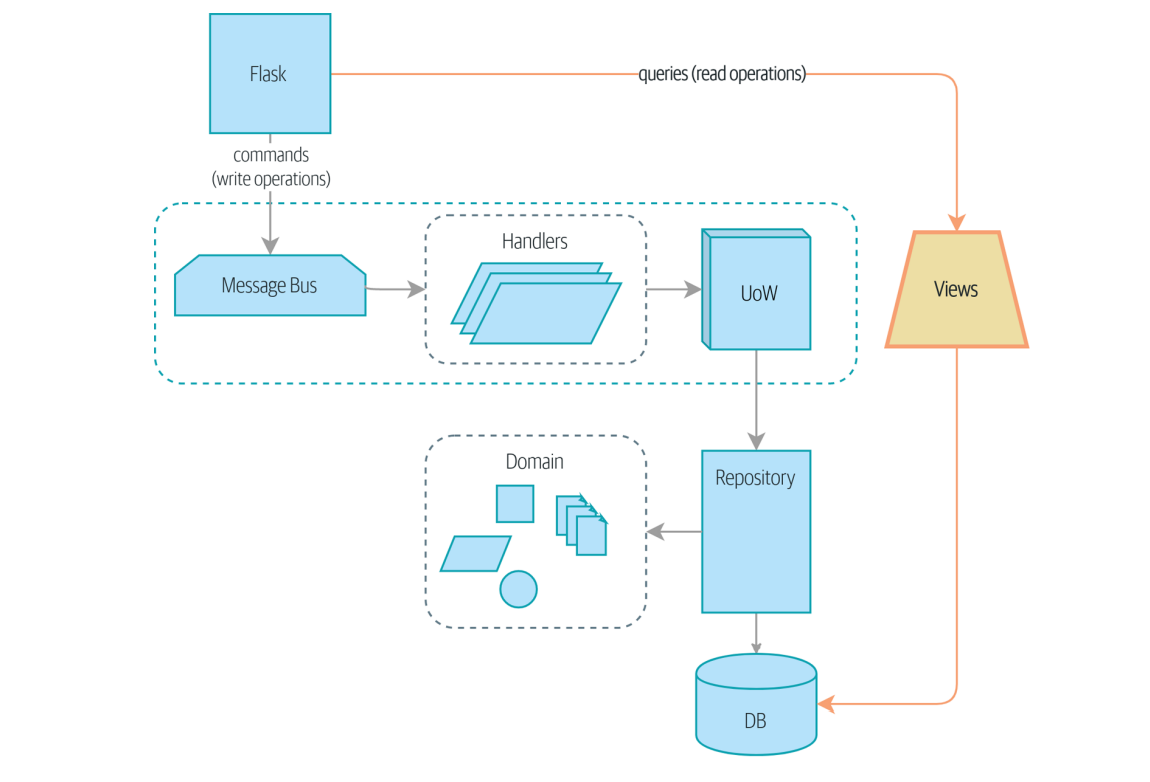 Flask
queries (read operations)
commands
(write operations)
Handlers
Message Bus
UoW
Views
Domain
Repository
DB